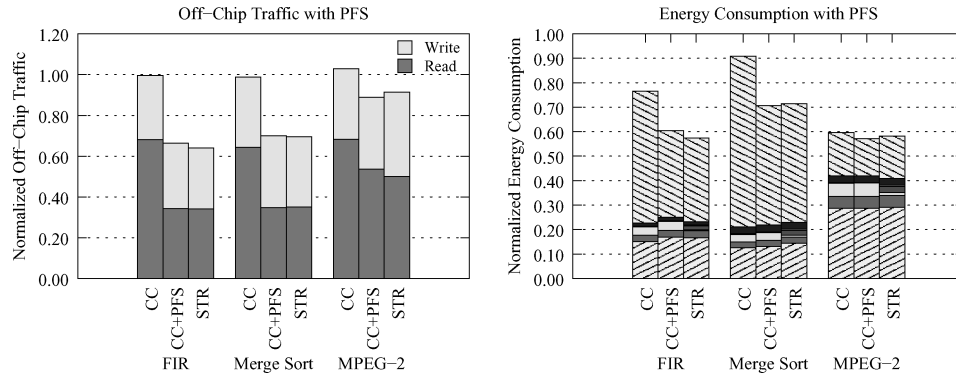 Off-Chip Traffic with PFS
Normalized Off-Chip Traffic
1.20
1.00
0.80
0.60
0.40
0.20
0.00
Write
Read
CC
CC+PFS
STR
CC
CC+PFS
STR
CC
CC+PFS
STR
FIR
Merge Sort
MPEG-2
Energy Consumption with PFS
Normalized Energy Consumption
1.00
0.90
0.80
0.70
0.60
0.50
0.40
0.30
0.20
0.10
0.00
CC
CC+PFS
STR
CC
CC+PFS
STR
CC
CC+PFS
STR
FIR
Merge Sort
MPEG-2